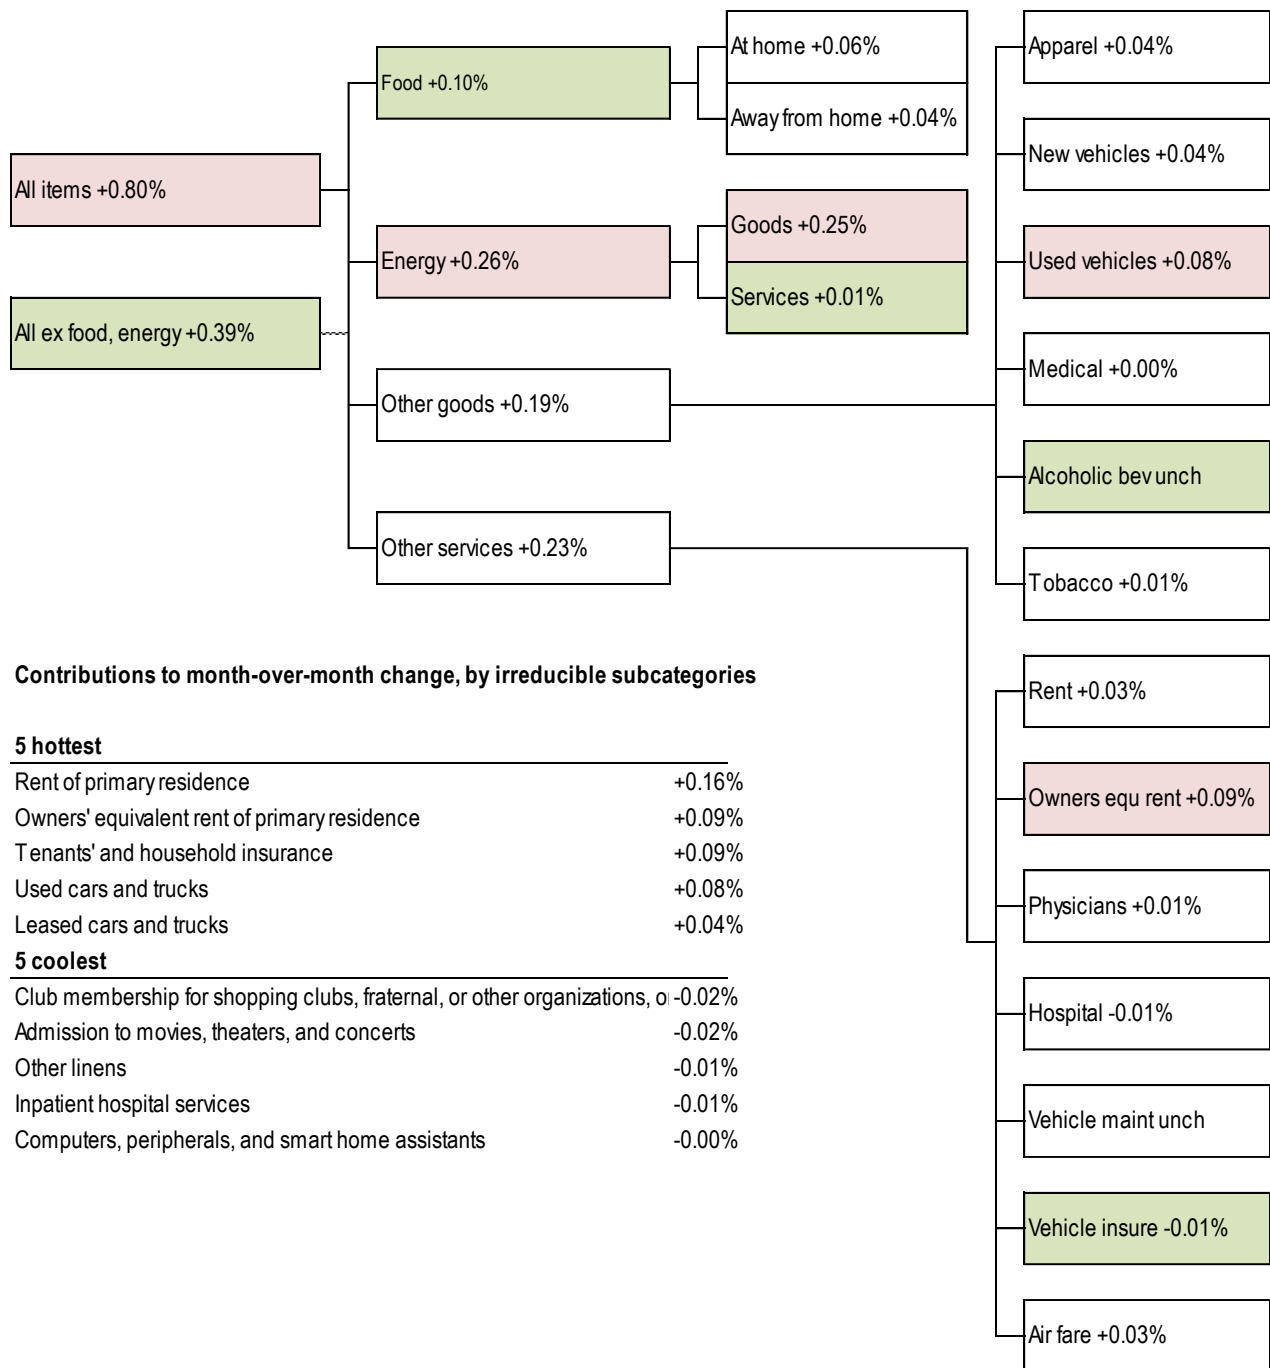 All items +0.80%
All ex food, energy +0.39%
Food +0.10%
Energy +0.26%
Other goods +0.19%
Other services +0.23%
At home +0.06%
Away from home +0.04%
Goods +0.25%
Services +0.01%
Apparel +0.04%
New vehicles +0.04%
Used vehicles +0.08%
Medical +0.00%
Alcoholic bev unch
Tobacco +0.01%
Rent +0.03%
Owners equ rent +0.09%
Physicians +0.01%
Hospital -0.01%
Vehicle maint unch
Vehicle insure -0.01%
Air fare +0.03%
Contributions to month-over-month change, by irreducible subcategories
5 hottest
Rent of primary residence +0.16%
Owners' equivalent rent of primary residence +0.09%
Tenants' and household insurance +0.09%
Used cars and trucks +0.08%
Leased cars and trucks +0.04%
5 coolest
Club membership for shopping clubs, fraternal, or other organizations, o -0.02%
Admission to movies, theaters, and concerts -0.02%
Other linens -0.01%
Inpatient hospital services -0.01%
Computers, peripherals, and smart home assistants -0.00%